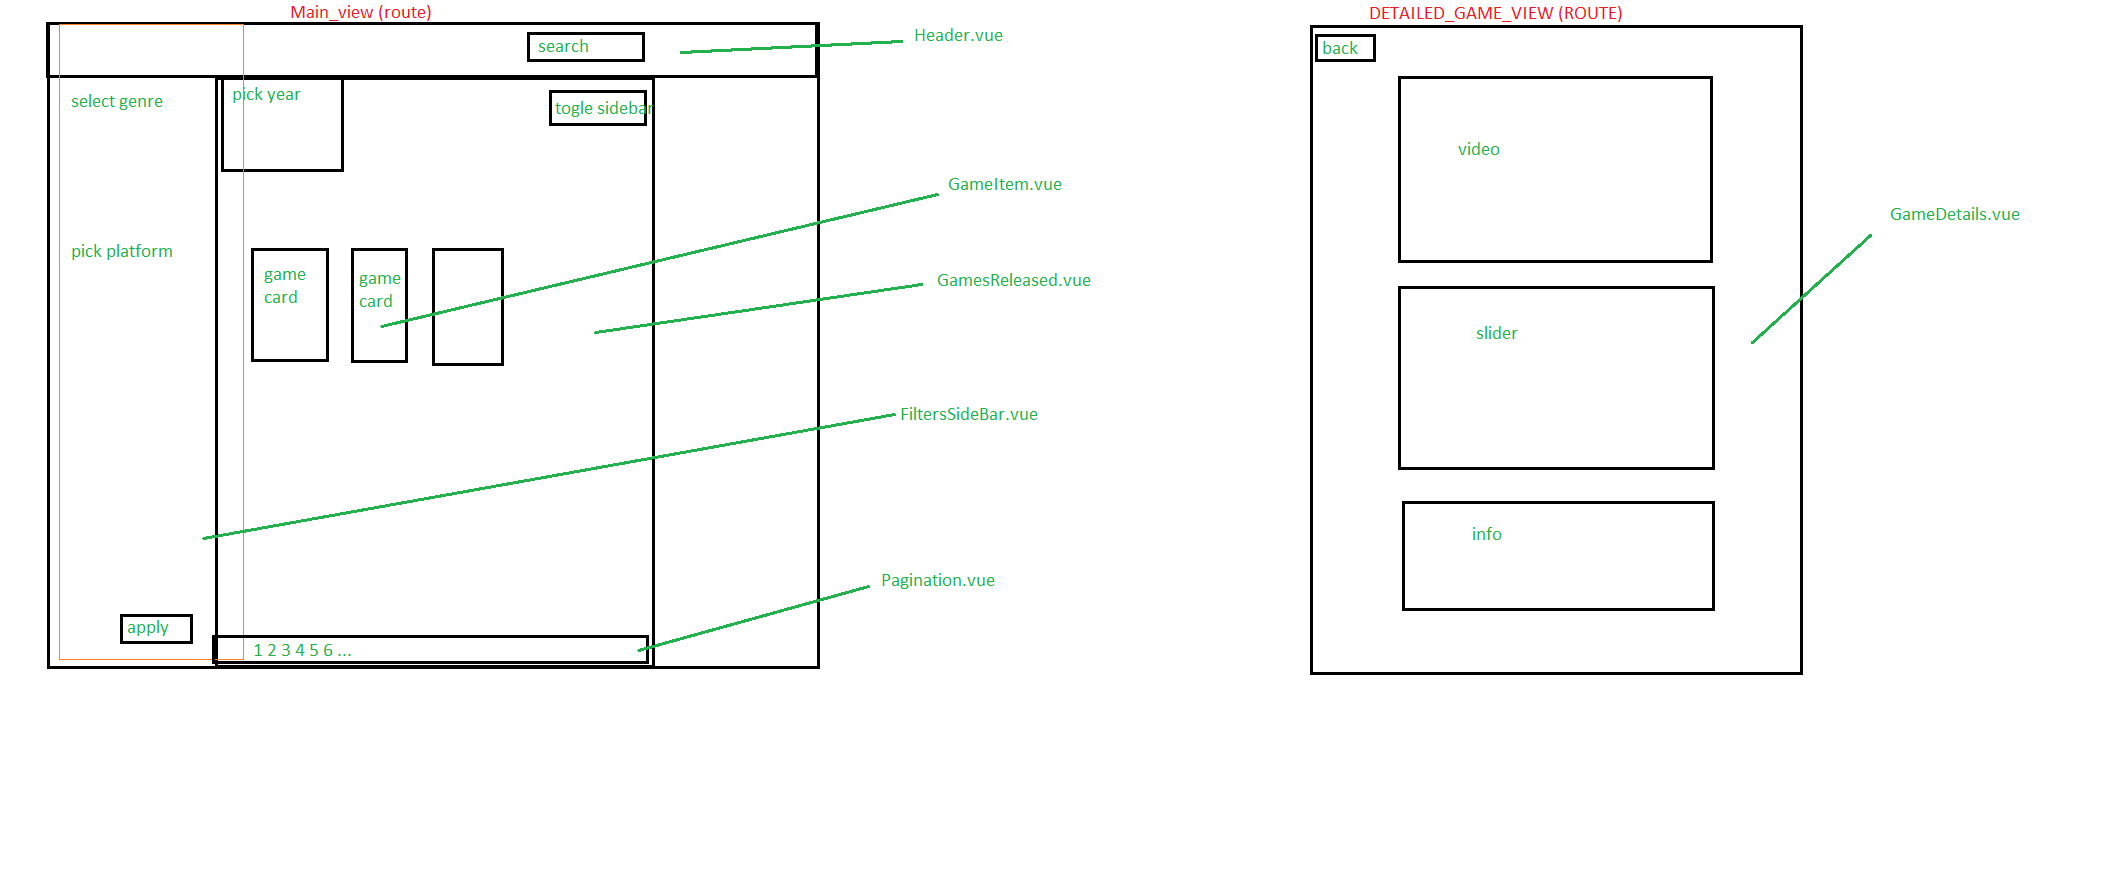 Main_view (route)
search
Header.vue
select genre
pick year
togle sidebar
GameItem.vue
pick platform
game
card
game
card
GamesReleased.vue
FiltersSideBar.vue
Pagination.vue
apply
1 2 3 4 5 6 ...
DETAILED_GAME_VIEW (ROUTE)
back
video
GameDetails.vue
slider
info